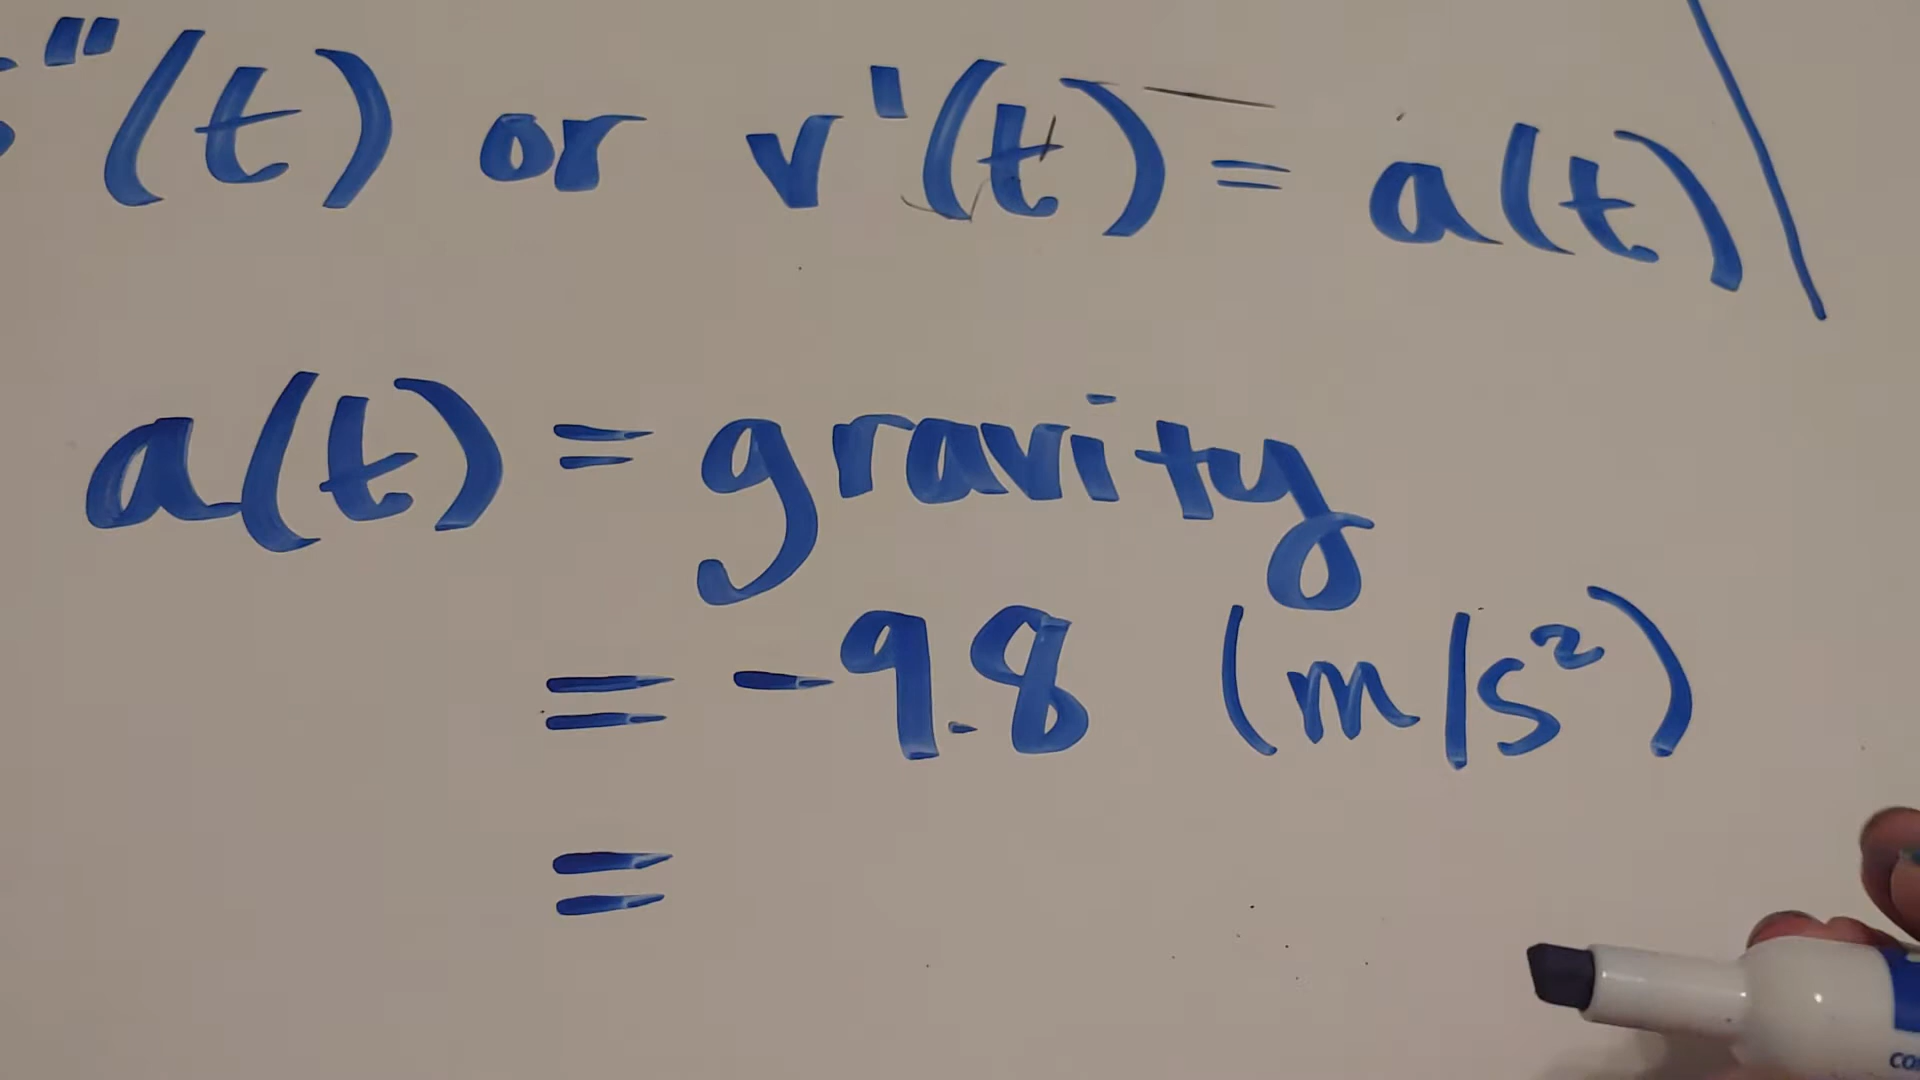 "(t) or v'(t) = a(t)
a(t) = gravity
= -9.8 (m/s²)
=